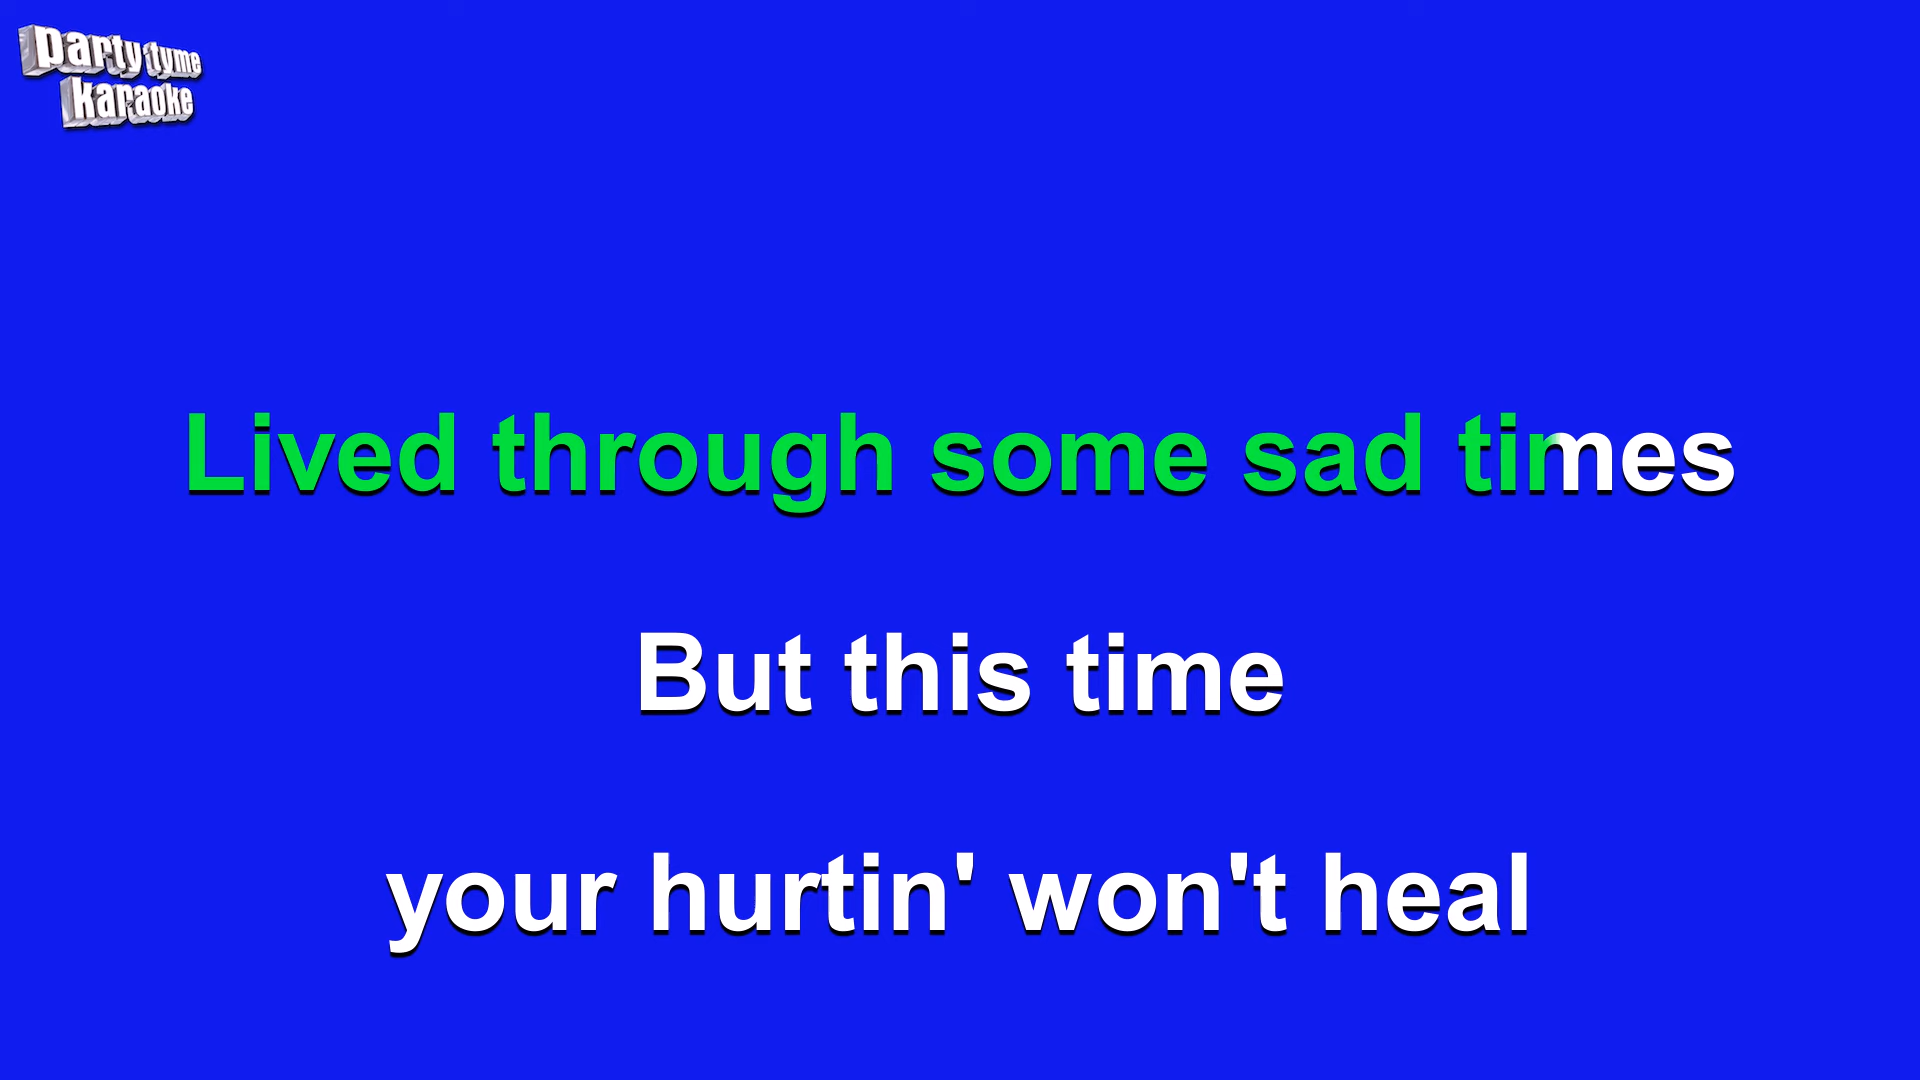 party tyme
karaoke
Lived through some sad times
But this time
your hurtin' won't heal